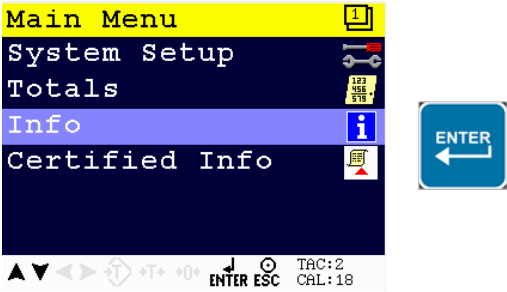 Main Menu 1
System Setup
Totals 123 456 579
Info i
Certified Info
ENTER
T +T+ +0+ ENTER ESC TAC:2
CAL:18